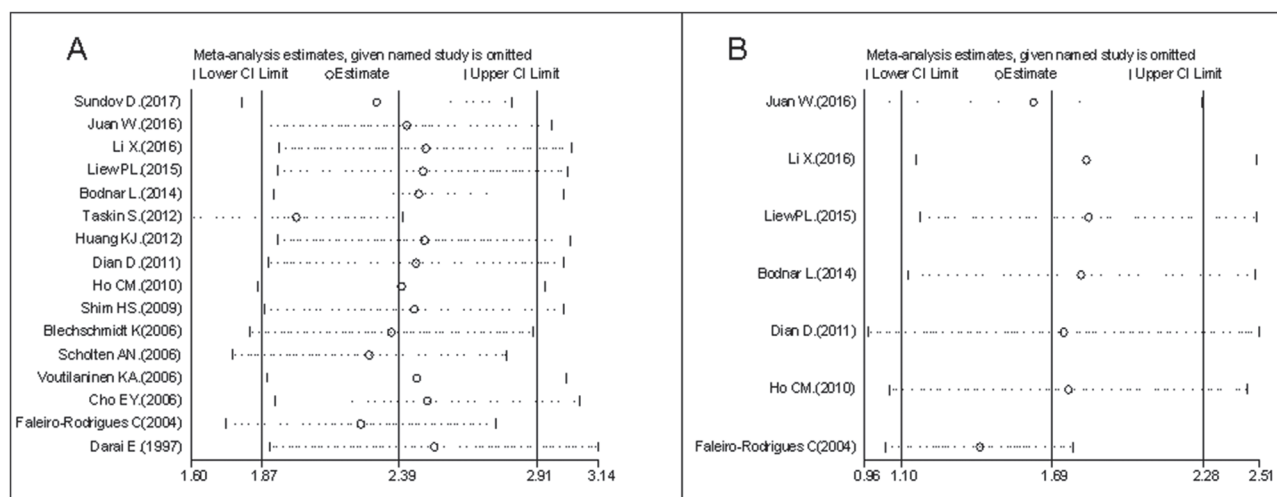 A
Meta-analysis estimates, given named study is omitted
Lower CI Limit Estimate Upper CI Limit
Sundov D.(2017)
Juan W.(2016)
Li X.(2016)
Liew PL.(2015)
Bodnar L.(2014)
Taskin S.(2012)
Huang KJ.(2012)
Dian D.(2011)
Ho CM.(2010)
Shim HS.(2009)
Blechschmidt K(2006)
Scholten AN.(2006)
Voutilaninen KA.(2006)
Cho EY.(2006)
Faleiro-Rodrigues C(2004)
Darai E.(1997)
1.60 1.87 2.39 2.91 3.14
B
Meta-analysis estimates, given named study is omitted
Lower CI Limit Estimate Upper CI Limit
Juan W.(2016)
Li X.(2016)
LiewPL.(2015)
Bodnar L.(2014)
Dian D.(2011)
Ho CM.(2010)
Faleiro-Rodrigues C(2004)
0.96 1.10 1.69 2.28 2.51